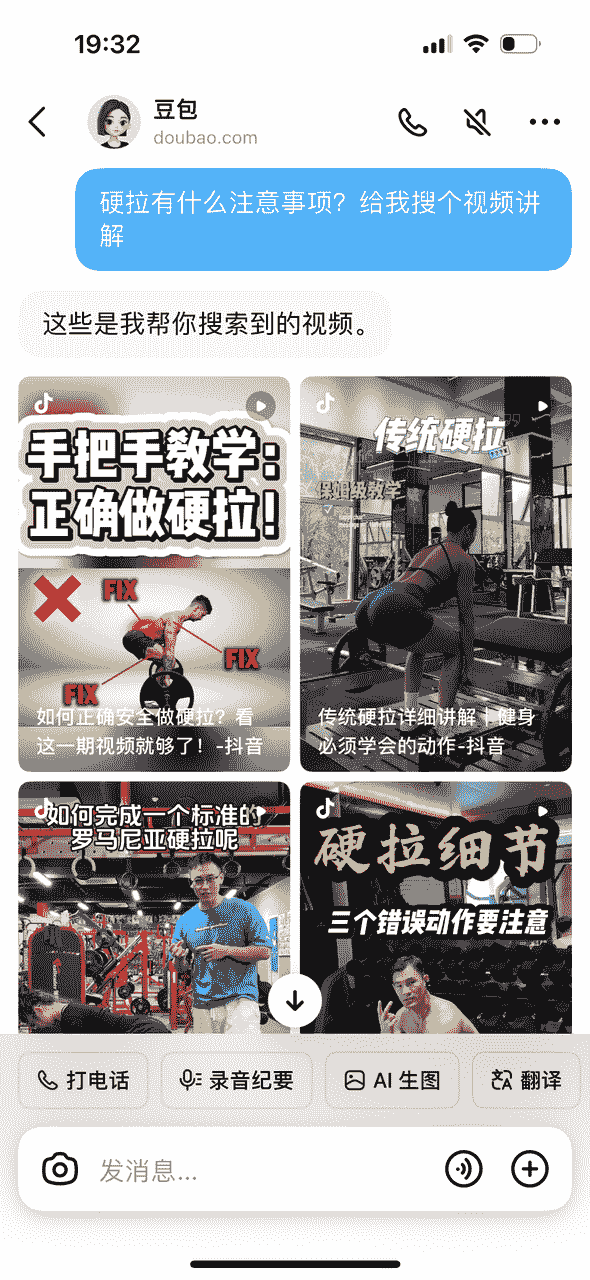 19:32
豆包
doubao.com
硬拉有什么注意事项？给我搜个视频讲
解
这些是我帮你搜索到的视频。
手把手教学：
正确做硬拉！
FIX
FIX
FIX
如何正确安全做硬拉？看
这一期视频就够了！-抖音
传统硬拉
保姆级教学
传统硬拉详细讲解｜健身
必须学会的动作-抖音
如何完成一个标准的
罗马尼亚硬拉呢
硬拉细节
三个错误动作要注意
打电话
录音纪要
AI 生图
翻译
发消息...